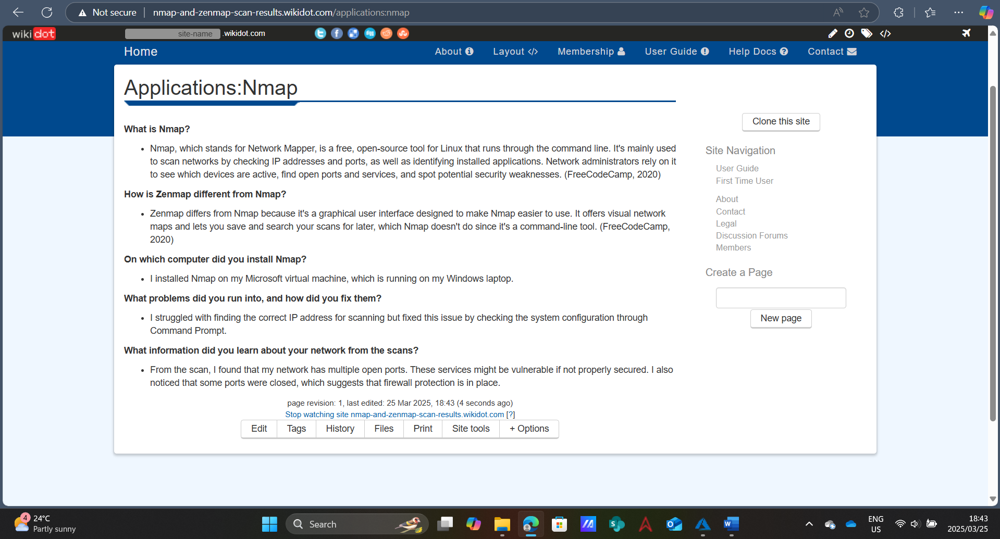 Not secure
nmap-and-zenmap-scan-results.wikidot.com/applications:nmap
wikidot
site-name .wikidot.com
digg
Home
About
Layout
Membership
User Guide
Help Docs
Contact
Applications:Nmap
What is Nmap?
Nmap, which stands for Network Mapper, is a free, open-source tool for Linux that runs through the command line. It's mainly used
to scan networks by checking IP addresses and ports, as well as identifying installed applications. Network administrators rely on it
to see which devices are active, find open ports and services, and spot potential security weaknesses. (FreeCodeCamp, 2020)
How is Zenmap different from Nmap?
Zenmap differs from Nmap because it's a graphical user interface designed to make Nmap easier to use. It offers visual network
maps and lets you save and search your scans for later, which Nmap doesn't do since it's a command-line tool. (FreeCodeCamp,
2020)
On which computer did you install Nmap?
I installed Nmap on my Microsoft virtual machine, which is running on my Windows laptop.
What problems did you run into, and how did you fix them?
I struggled with finding the correct IP address for scanning but fixed this issue by checking the system configuration through
Command Prompt.
What information did you learn about your network from the scans?
From the scan, I found that my network has multiple open ports. These services might be vulnerable if not properly secured. I also
noticed that some ports were closed, which suggests that firewall protection is in place.
page revision: 1, last edited: 25 Mar 2025, 18:43 (4 seconds ago)
Stop watching site nmap-and-zenmap-scan-results.wikidot.com [?]
Edit
Tags
History
Files
Print
Site tools
+ Options
Clone this site
Site Navigation
User Guide
First Time User
About
Contact
Legal
Discussion Forums
Members
Create a Page
New page
4
24°C
Partly sunny
Search
ENG
US
18:43
2025/03/25